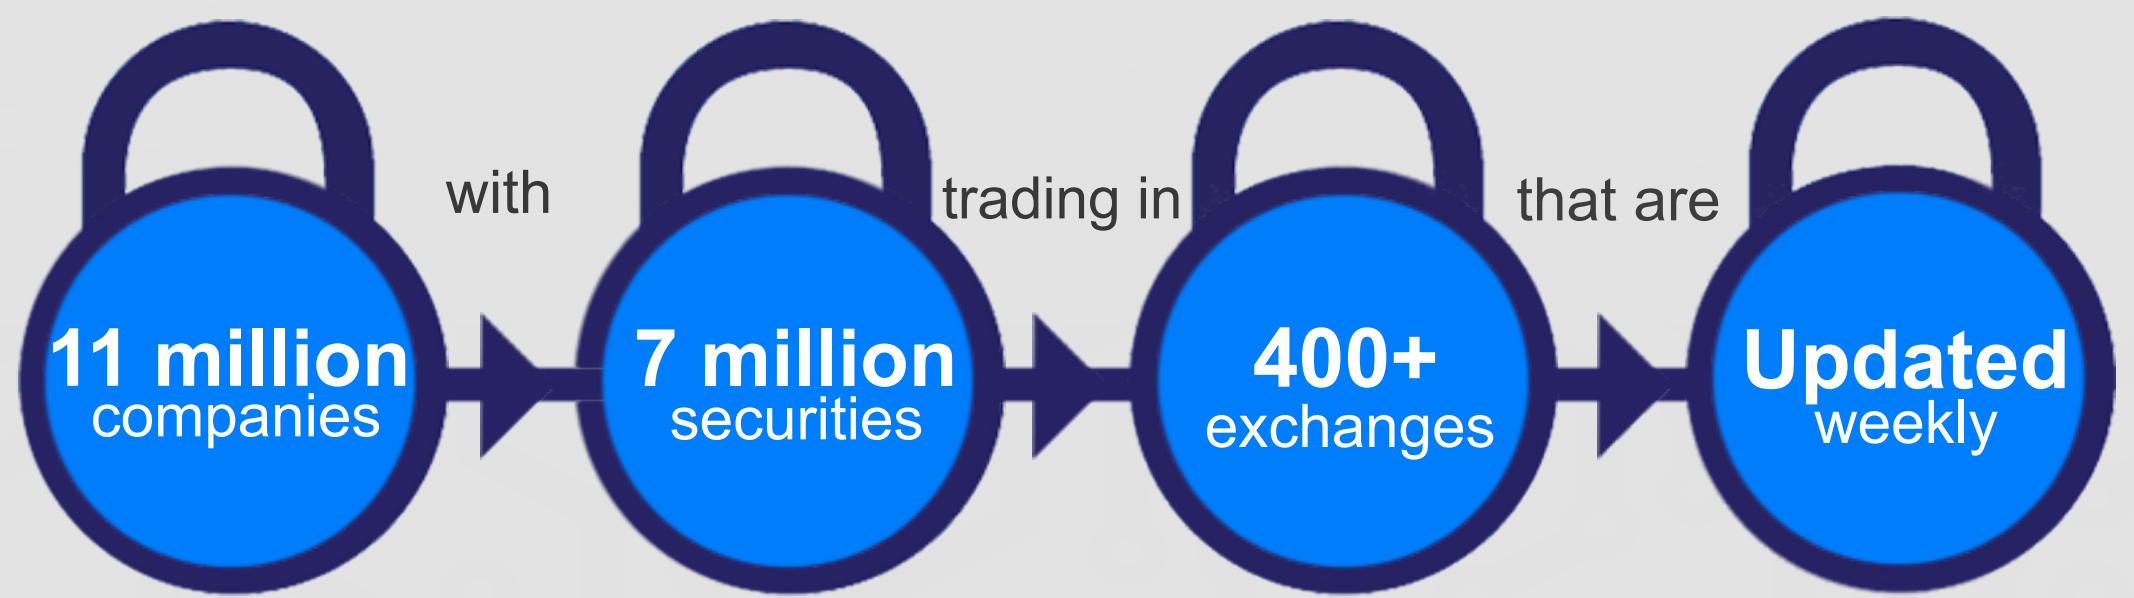 11 million
companies
with
7 million
securities
trading in
400+
exchanges
that are
Updated
weekly